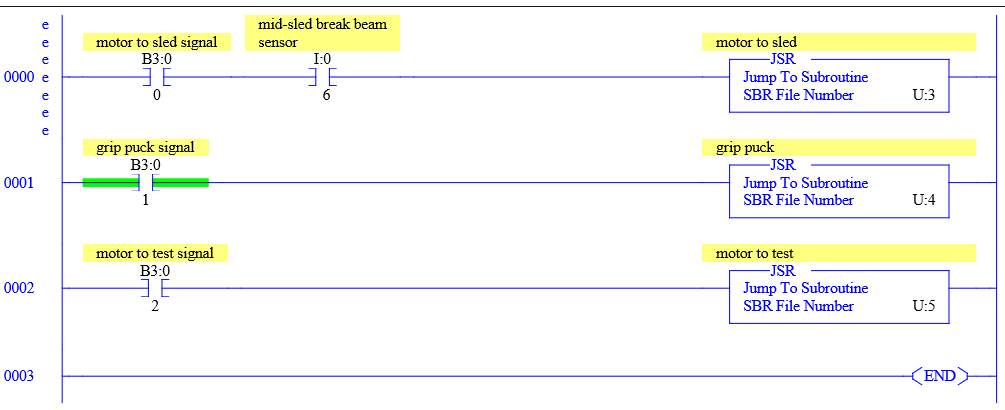 e
e
e
0000 e
e
e
e
motor to sled signal
B3:0
0
mid-sled break beam
sensor
I:0
6
motor to sled
JSR
Jump To Subroutine
SBR File Number U:3
0001
grip puck signal
B3:0
1
grip puck
JSR
Jump To Subroutine
SBR File Number U:4
0002
motor to test signal
B3:0
2
motor to test
JSR
Jump To Subroutine
SBR File Number U:5
0003
END